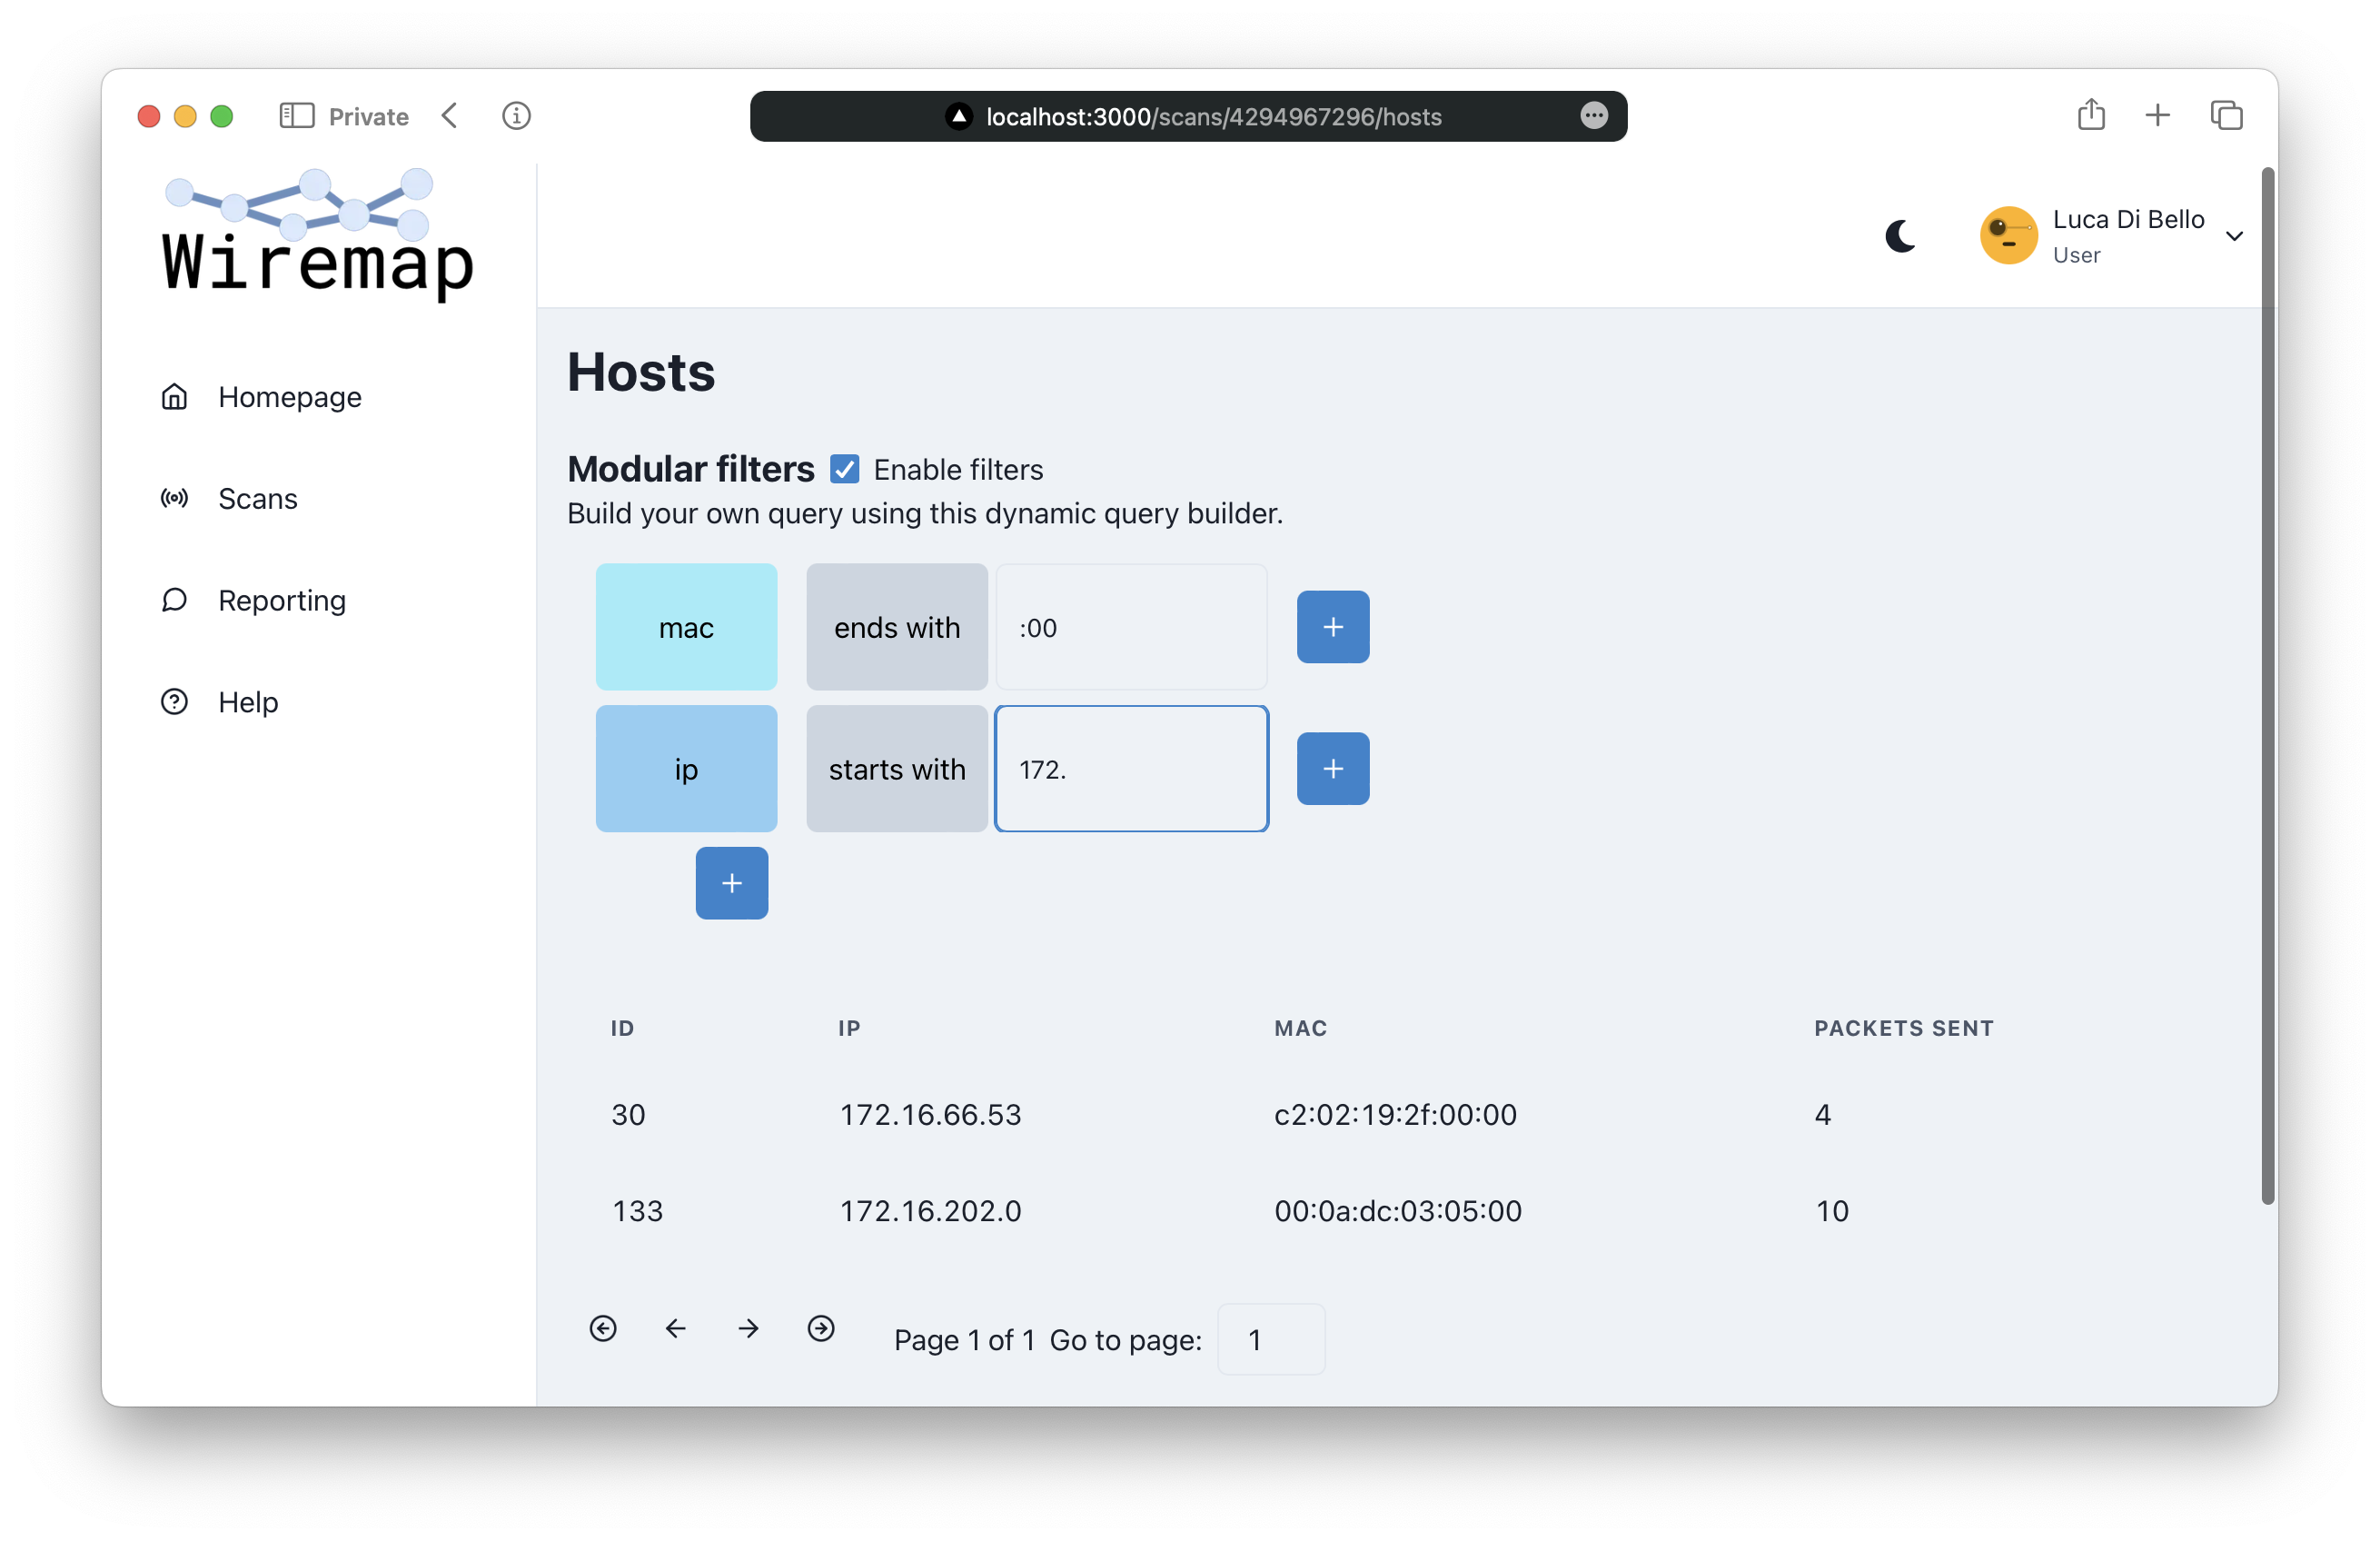 Private
localhost:3000/scans/4294967296/hosts
Wiremap
Luca Di Bello
User
Homepage
Scans
Reporting
Help
Hosts
Modular filters Enable filters
Build your own query using this dynamic query builder.
mac ends with :00 +
ip starts with 172. +
+
ID IP MAC PACKETS SENT
30 172.16.66.53 c2:02:19:2f:00:00 4
133 172.16.202.0 00:0a:dc:03:05:00 10
Page 1 of 1 Go to page: 1